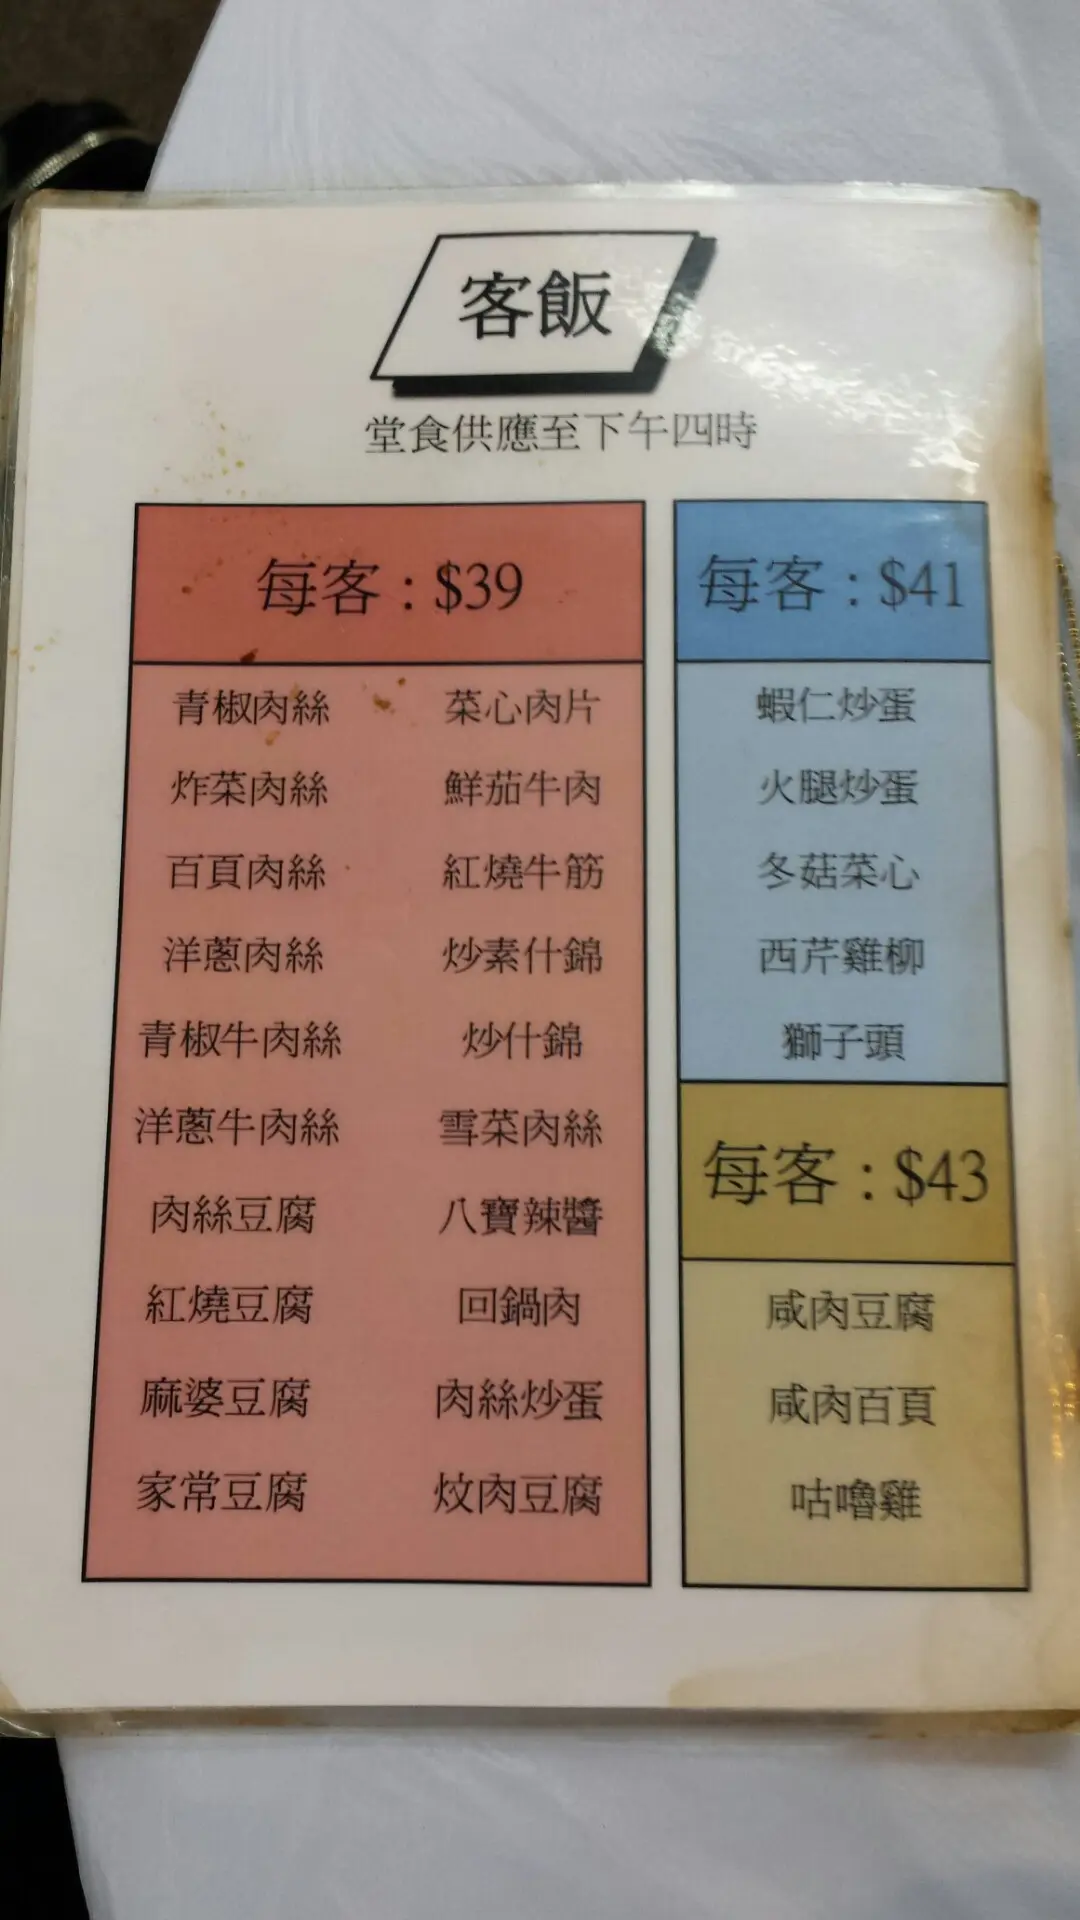 客飯
堂食供應至下午四時
每客：$39
青椒肉絲
炸菜肉絲
百頁肉絲
洋蔥肉絲
青椒牛肉絲
洋蔥牛肉絲
肉絲豆腐
紅燒豆腐
麻婆豆腐
家常豆腐
菜心肉片
鮮茄牛肉
紅燒牛筋
炒素什錦
炒什錦
雪菜肉絲
八寶辣醬
回鍋肉
肉絲炒蛋
炆肉豆腐
每客：$41
蝦仁炒蛋
火腿炒蛋
冬菇菜心
西芹雞柳
獅子頭
每客：$43
咸肉豆腐
咸肉百頁
咕嚕雞